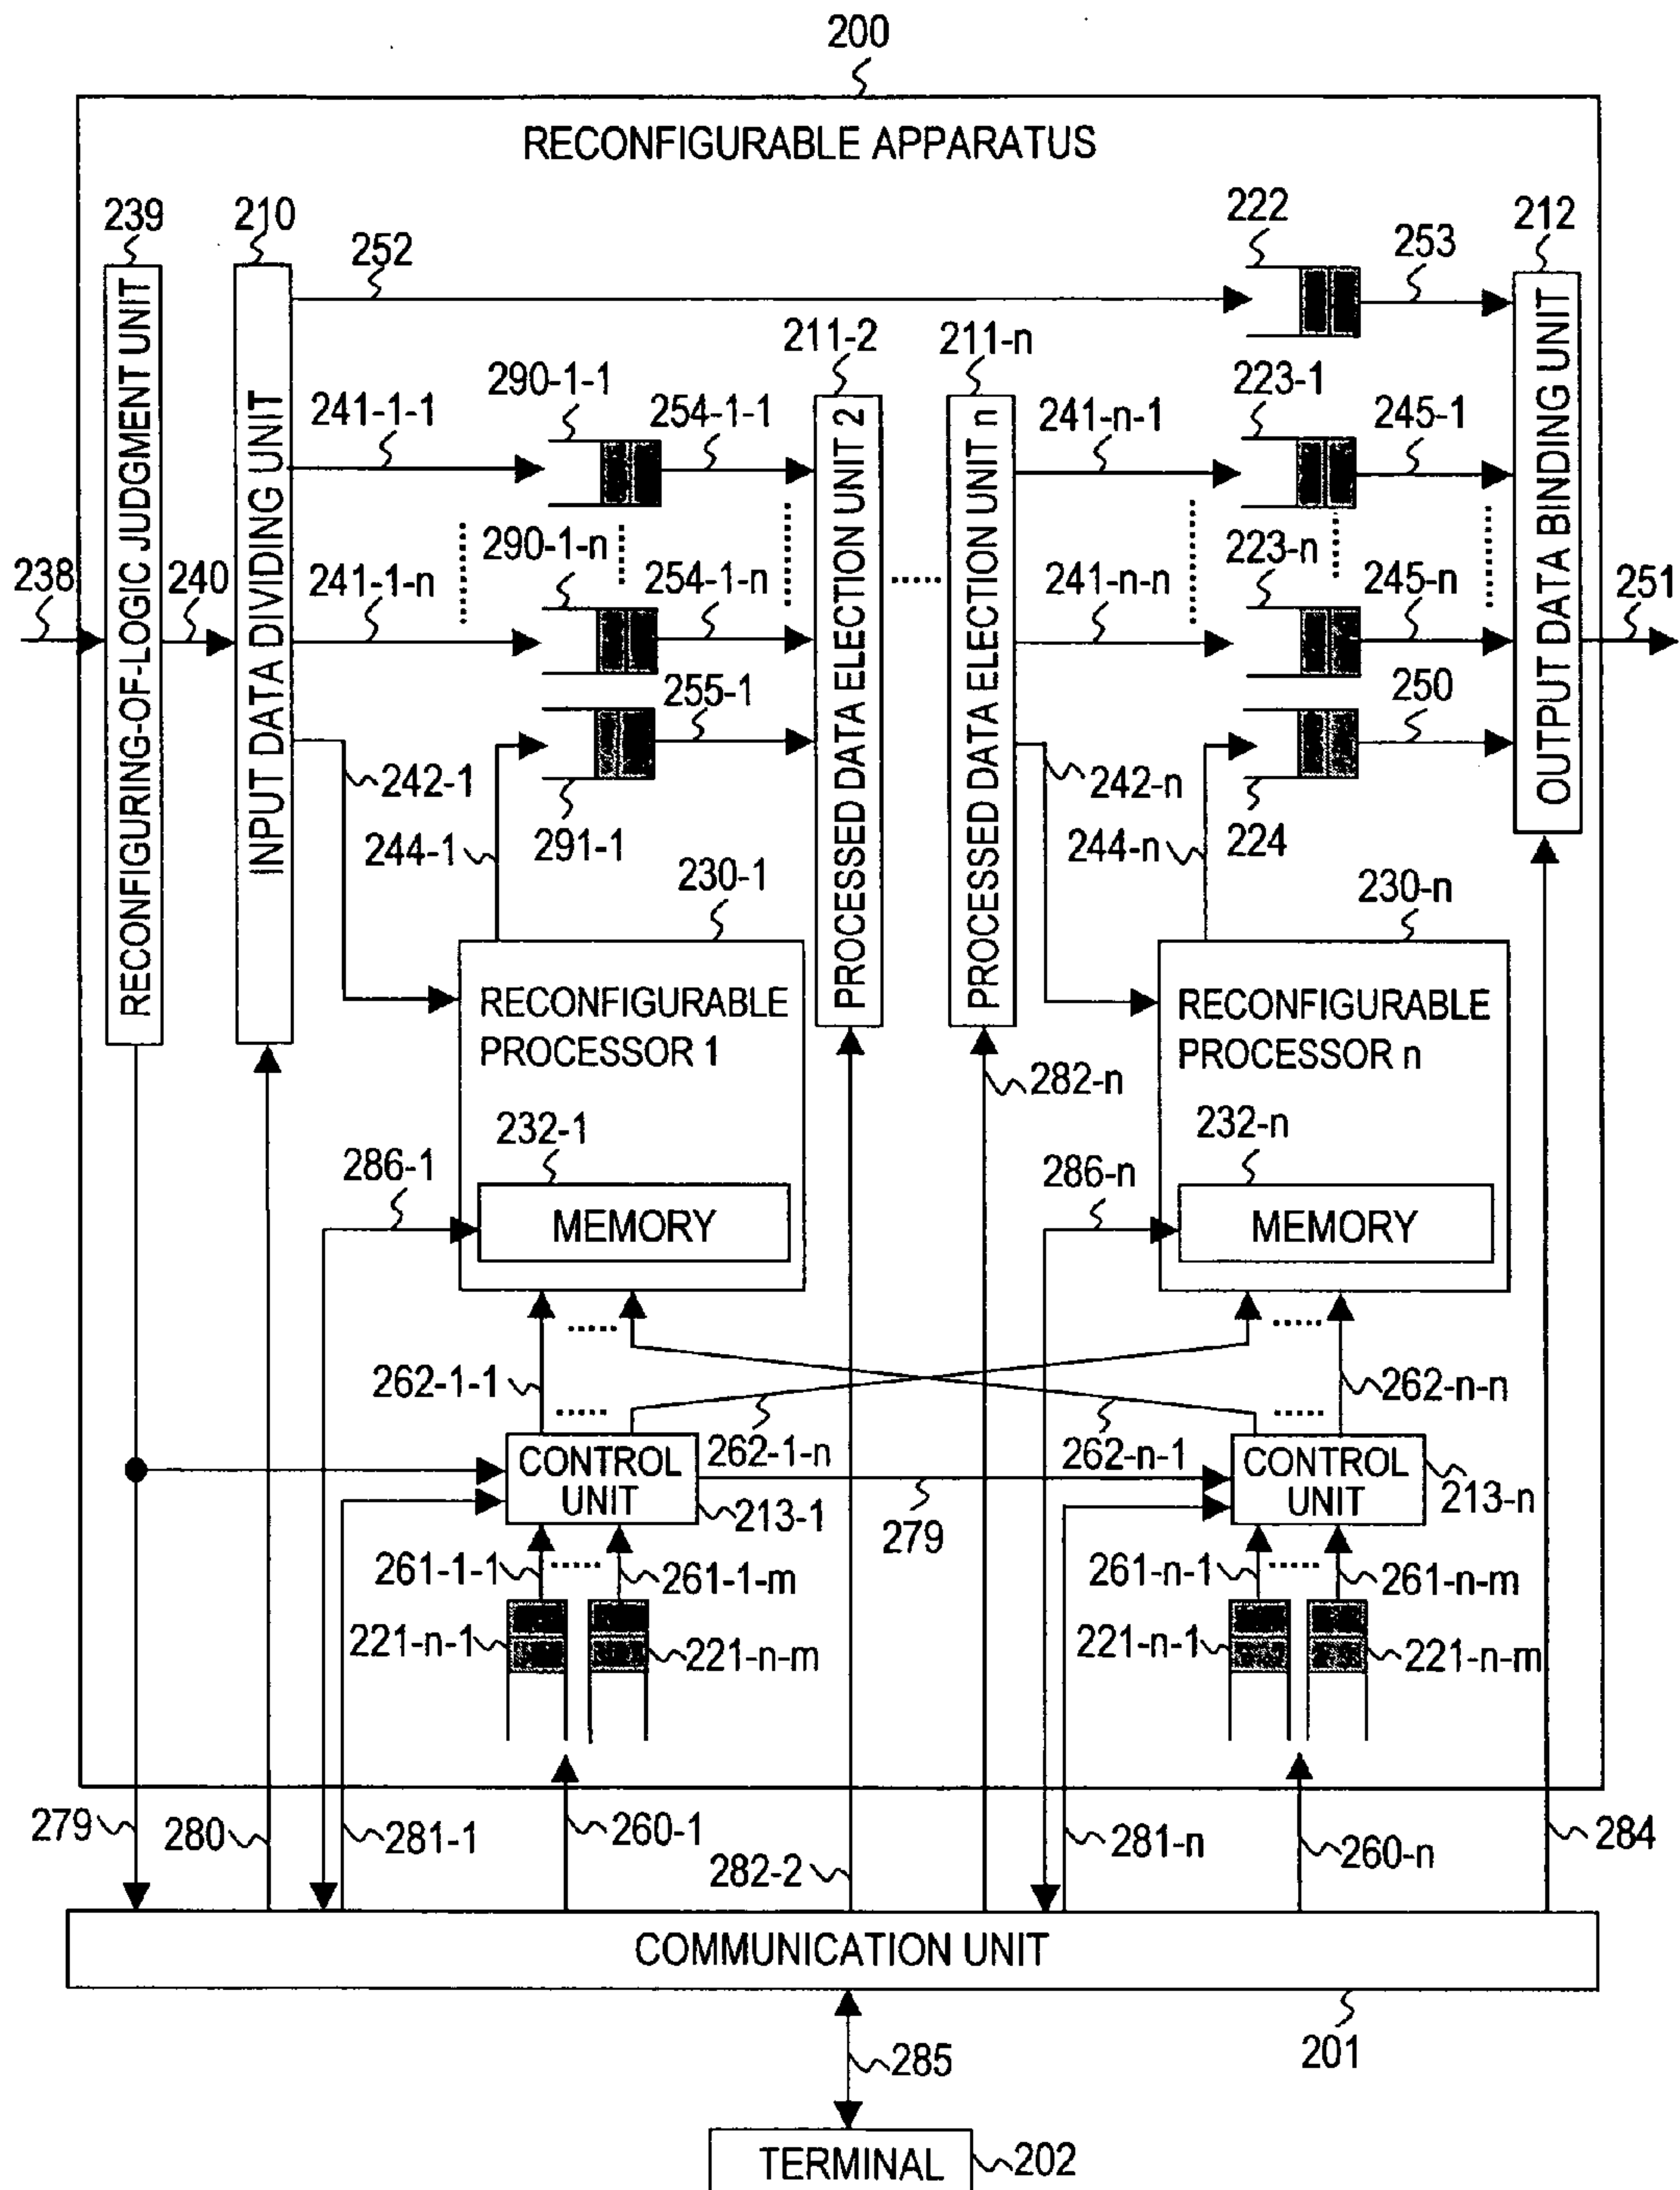 200
RECONFIGURABLE APPARATUS
239
210
252
222
253
212
RECONFIGURING-OF-LOGIC JUDGMENT UNIT
INPUT DATA DIVIDING UNIT
211-2
211-n
OUTPUT DATA BINDING UNIT
290-1-1
223-1
241-1-1
254-1-1
241-n-1
245-1
PROCESSED DATA ELECTION UNIT 2
PROCESSED DATA ELECTION UNIT n
290-1-n
223-n
238
240
241-1-n
254-1-n
241-n-n
245-n
251
255-1
250
242-1
242-n
244-1
291-1
244-n
224
230-1
230-n
RECONFIGURABLE
PROCESSOR 1
RECONFIGURABLE
PROCESSOR n
282-n
232-1
232-n
286-1
286-n
MEMORY
MEMORY
262-1-1
262-n-n
262-1-n
262-n-1
CONTROL
UNIT
CONTROL
UNIT
213-1
213-n
279
261-1-1
261-1-m
261-n-1
261-n-m
221-n-1
221-n-m
221-n-1
221-n-m
279
280
281-1
260-1
282-2
281-n
260-n
284
COMMUNICATION UNIT
201
285
TERMINAL
202